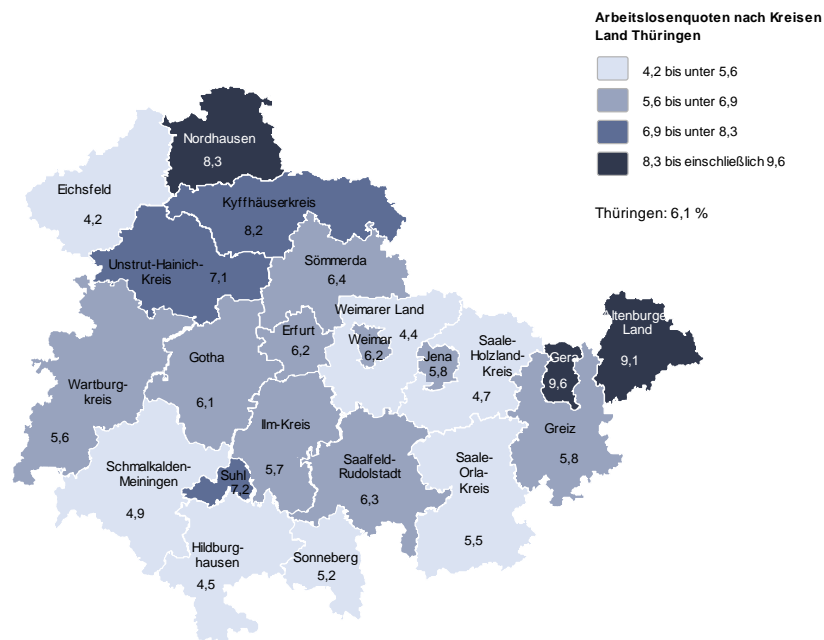 Arbeitslosenquoten nach Kreisen
Land Thüringen
4,2 bis unter 5,6
5,6 bis unter 6,9
6,9 bis unter 8,3
8,3 bis einschließlich 9,6
Thüringen: 6,1 %
Nordhausen
8,3
Eichsfeld
4,2
Kyffhäuserkreis
8,2
Unstrut-Hainich-
Kreis
7,1
Sömmerda
6,4
Weimarer Land
4,4
Weimar
6,2
Erfurt
6,2
Gotha
6,1
Jena
5,8
Saale-
Holzland-
Kreis
4,7
Gera
9,6
Altenburger
Land
9,1
Wartburg-
kreis
5,6
Ilm-Kreis
5,7
Greiz
5,8
Schmalkalden-
Meiningen
4,9
Suhl
7,2
Saalfeld-
Rudolstadt
6,3
Saale-
Orla-
Kreis
5,5
Hildburg-
hausen
4,5
Sonneberg
5,2